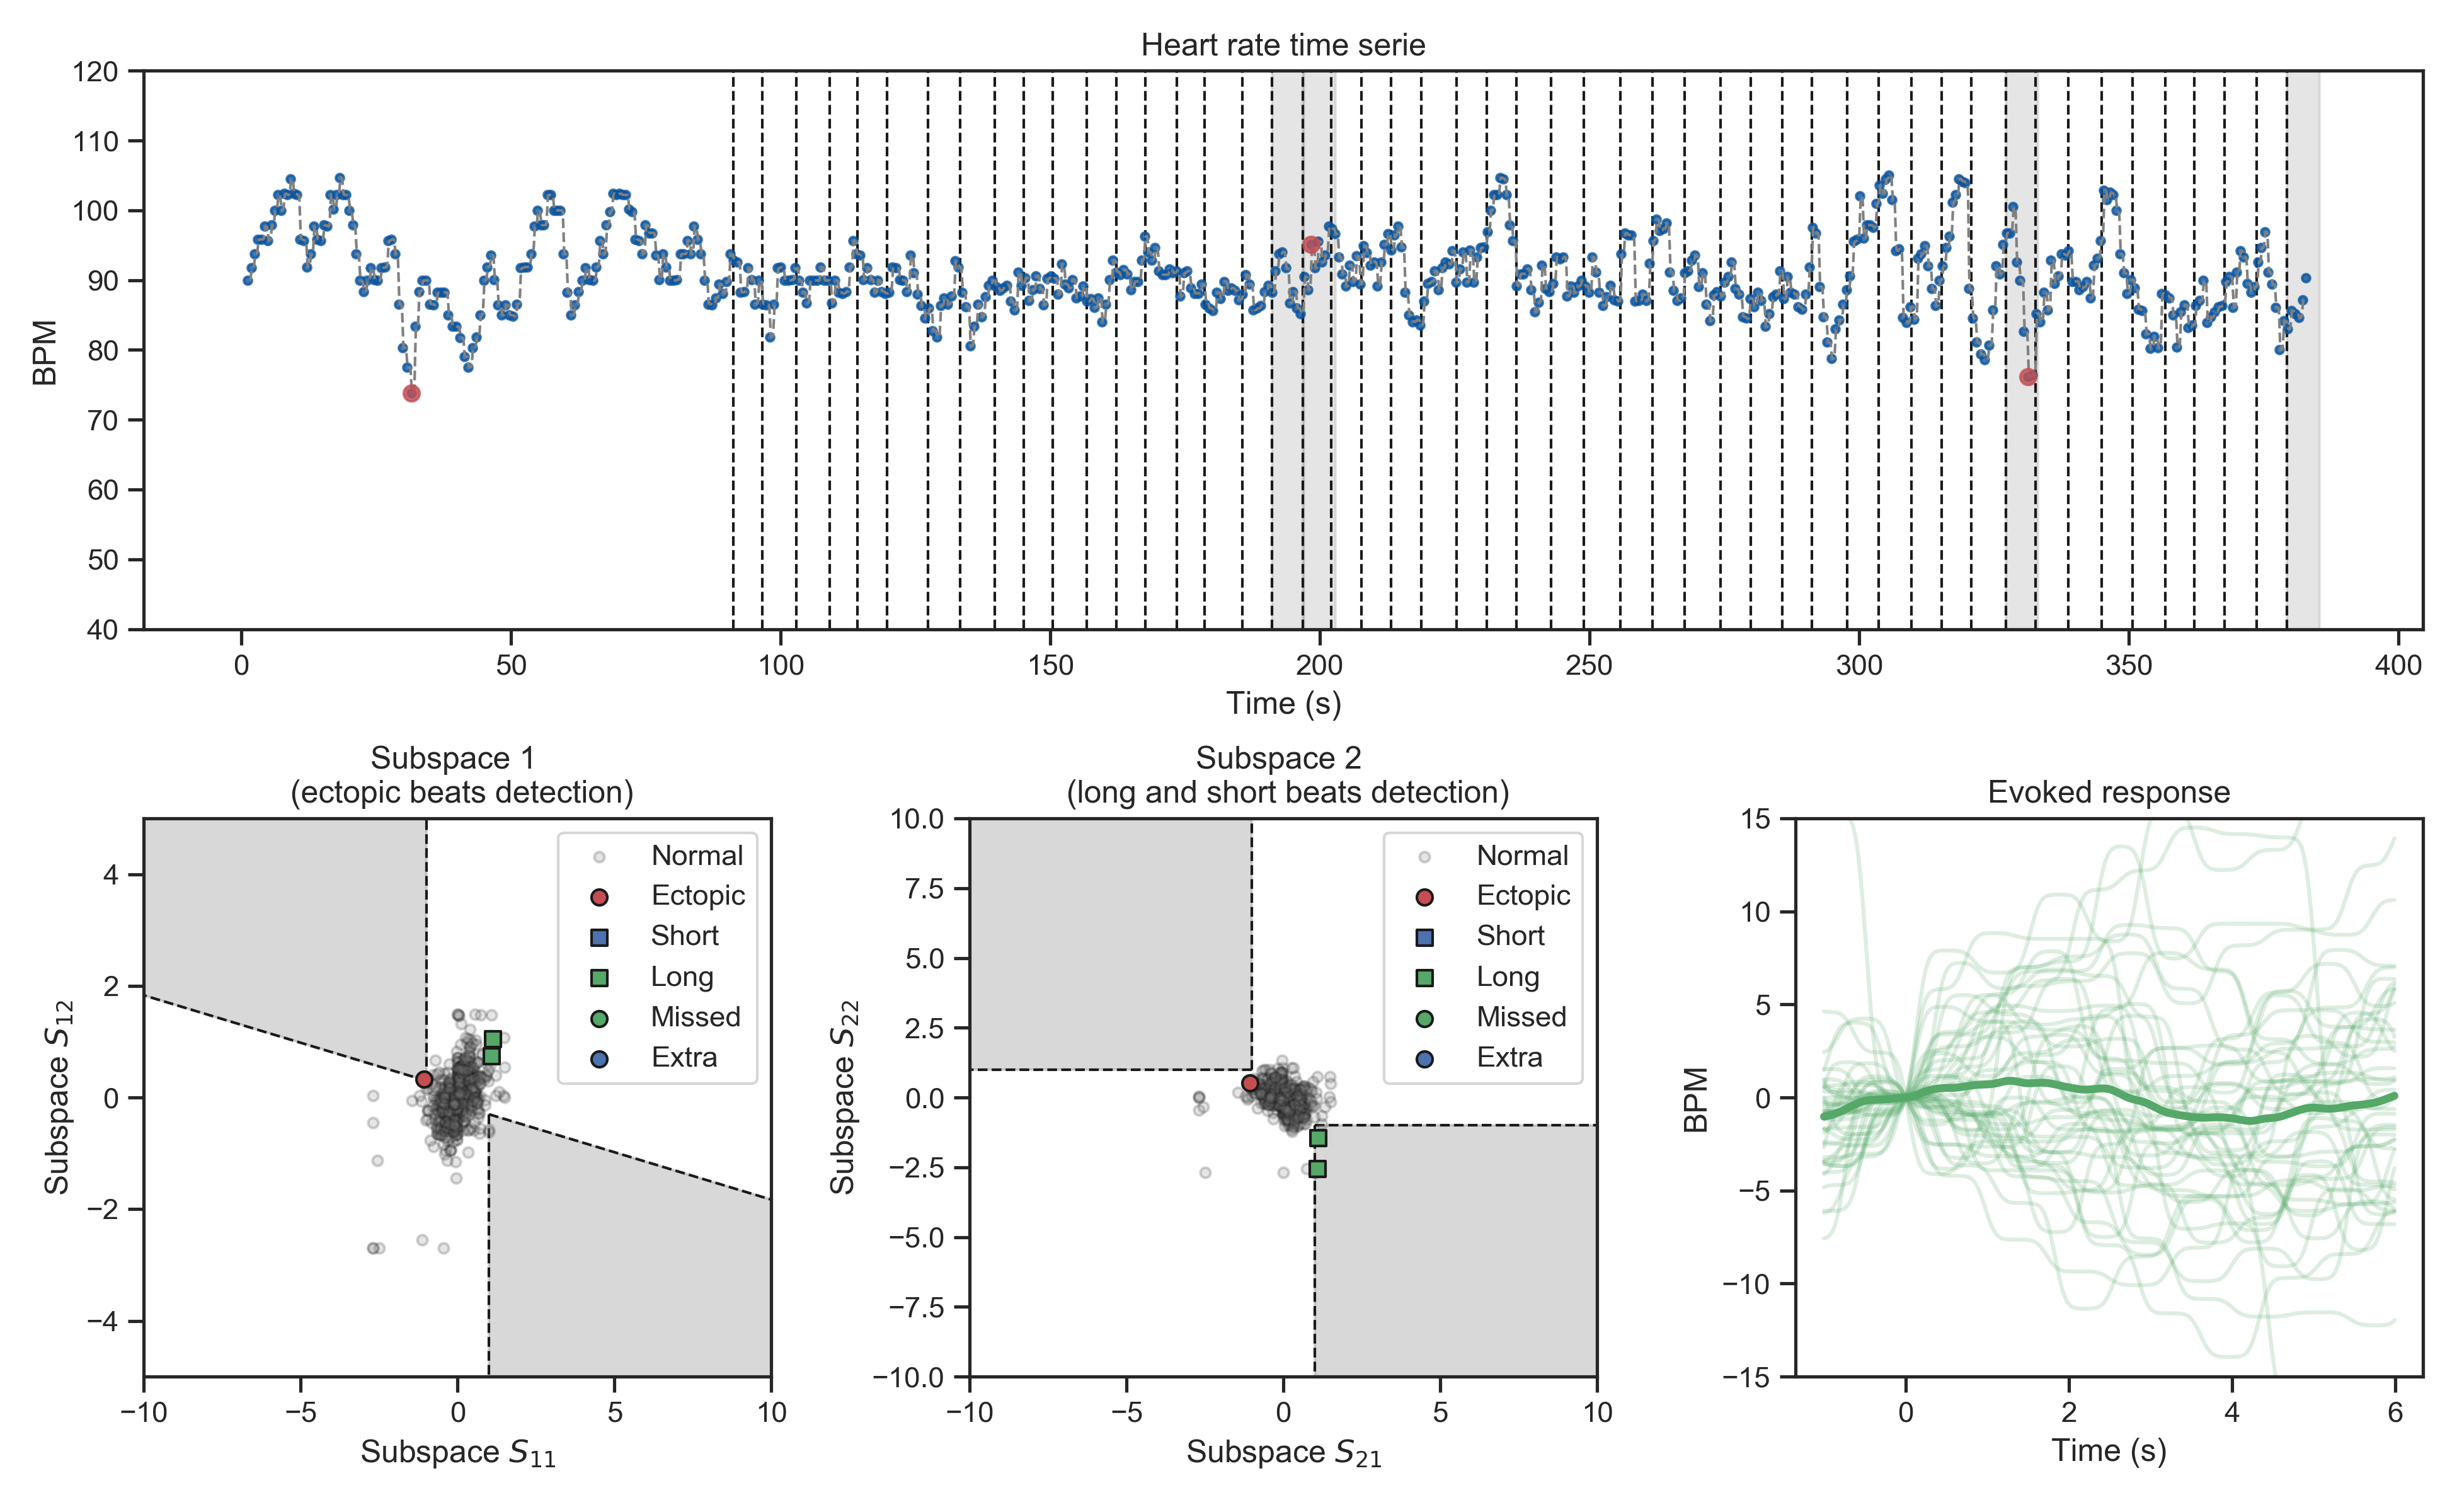 Heart rate time serie
120
110
100
90
80
70
60
50
40
BPM
0 50 100 150 200 250 300 350 400
Time (s)
Subspace 1
(ectopic beats detection)
4
2
0
−2
−4
Subspace S12
Normal
Ectopic
Short
Long
Missed
Extra
−10 −5 0 5 10
Subspace S11
Subspace 2
(long and short beats detection)
10.0
7.5
5.0
2.5
0.0
−2.5
−5.0
−7.5
−10.0
Subspace S22
Normal
Ectopic
Short
Long
Missed
Extra
−10 −5 0 5 10
Subspace S21
Evoked response
15
10
5
0
−5
−10
−15
BPM
0 2 4 6
Time (s)